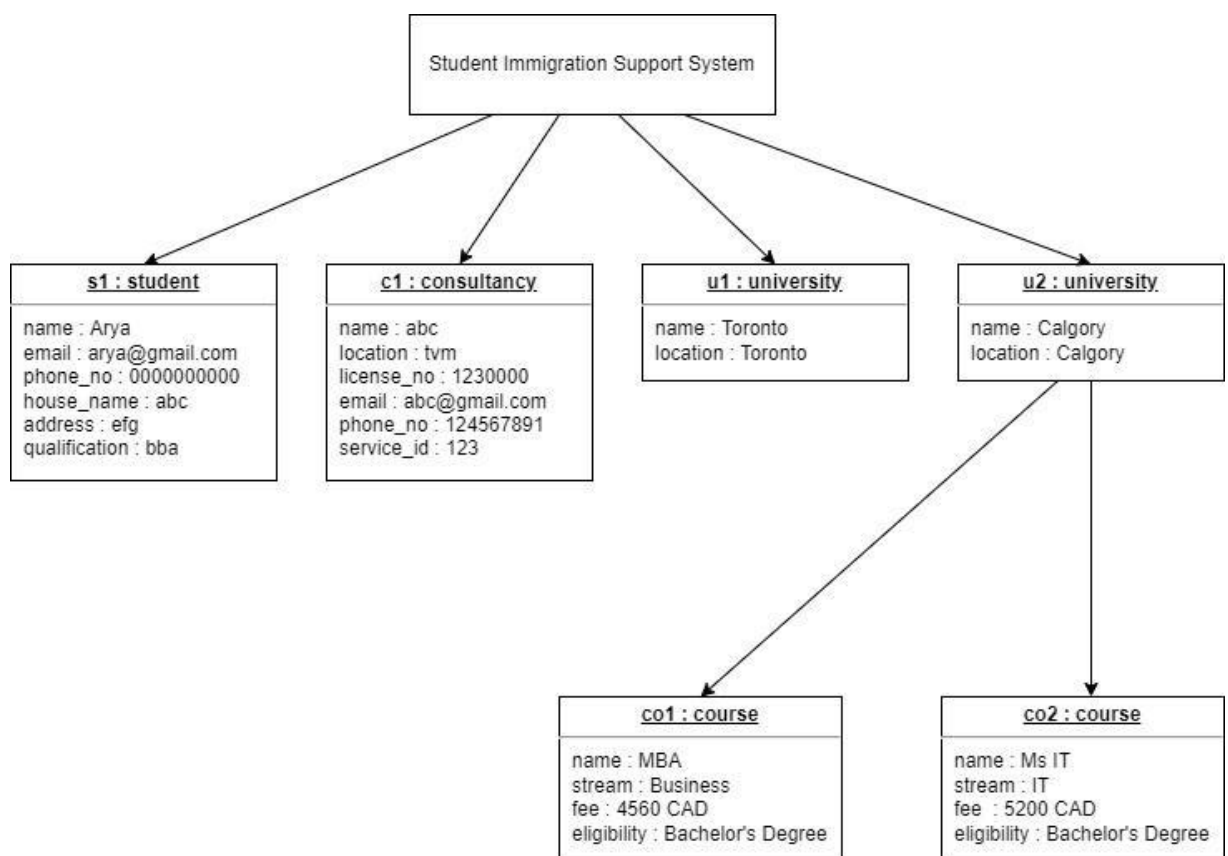 Student Immigration Support System
s1 : student
name : Arya
email : arya@gmail.com
phone_no : 0000000000
house_name : abc
address : efg
qualification : bba
c1 : consultancy
name : abc
location : tvm
license_no : 1230000
email : abc@gmail.com
phone_no : 124567891
service_id : 123
u1 : university
name : Toronto
location : Toronto
u2 : university
name : Calgory
location : Calgory
co1 : course
name : MBA
stream : Business
fee : 4560 CAD
eligibility : Bachelor's Degree
co2 : course
name : Ms IT
stream : IT
fee  : 5200 CAD
eligibility : Bachelor's Degree